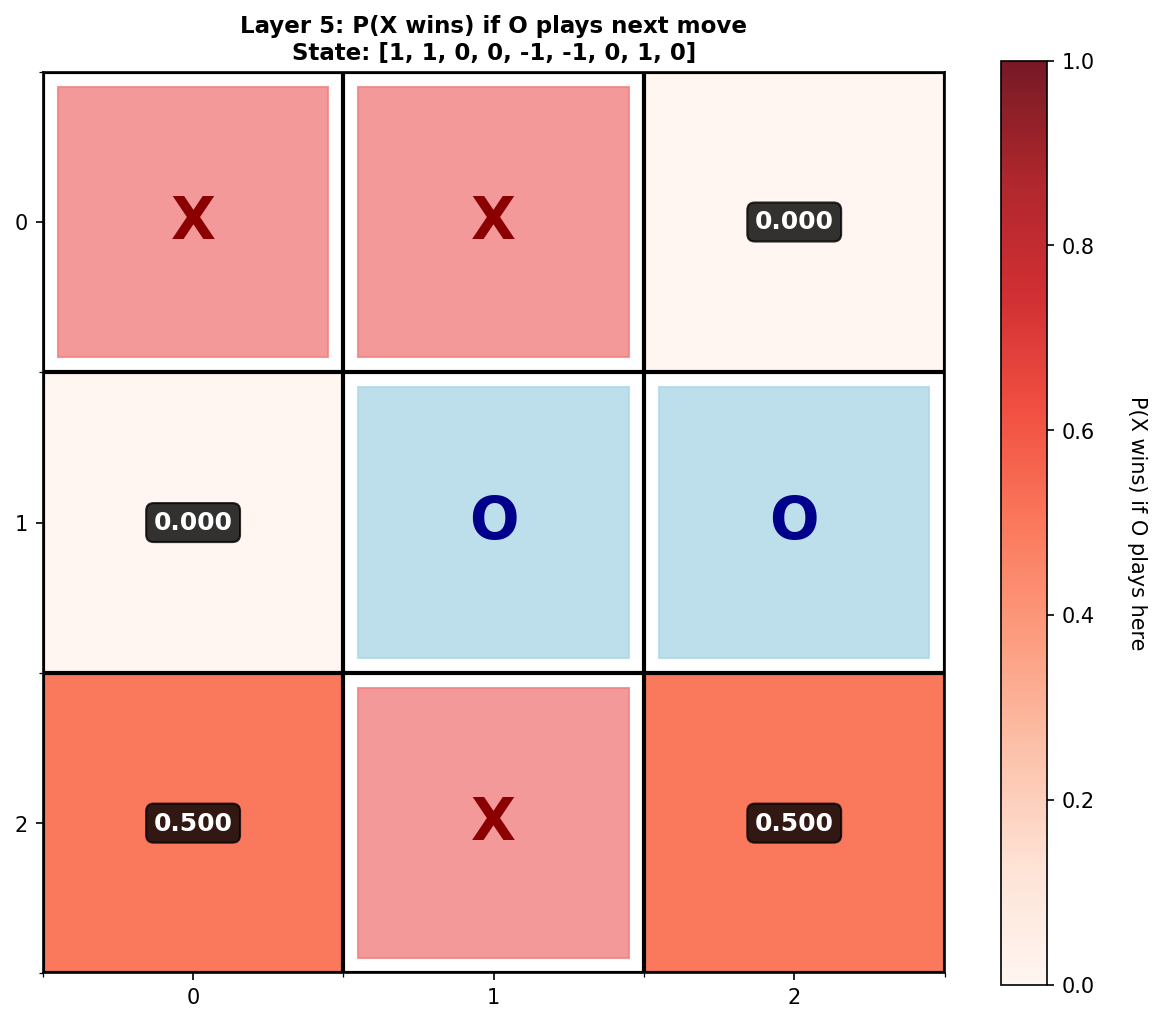 Layer 5: P(X wins) if O plays next move
State: [1, 1, 0, 0, -1, -1, 0, 1, 0]
0
X
X
0.000
1
0.000
O
O
2
0.500
X
0.500
0
1
2
1.0
0.8
0.6
0.4
0.2
0.0
P(X wins) if O plays here